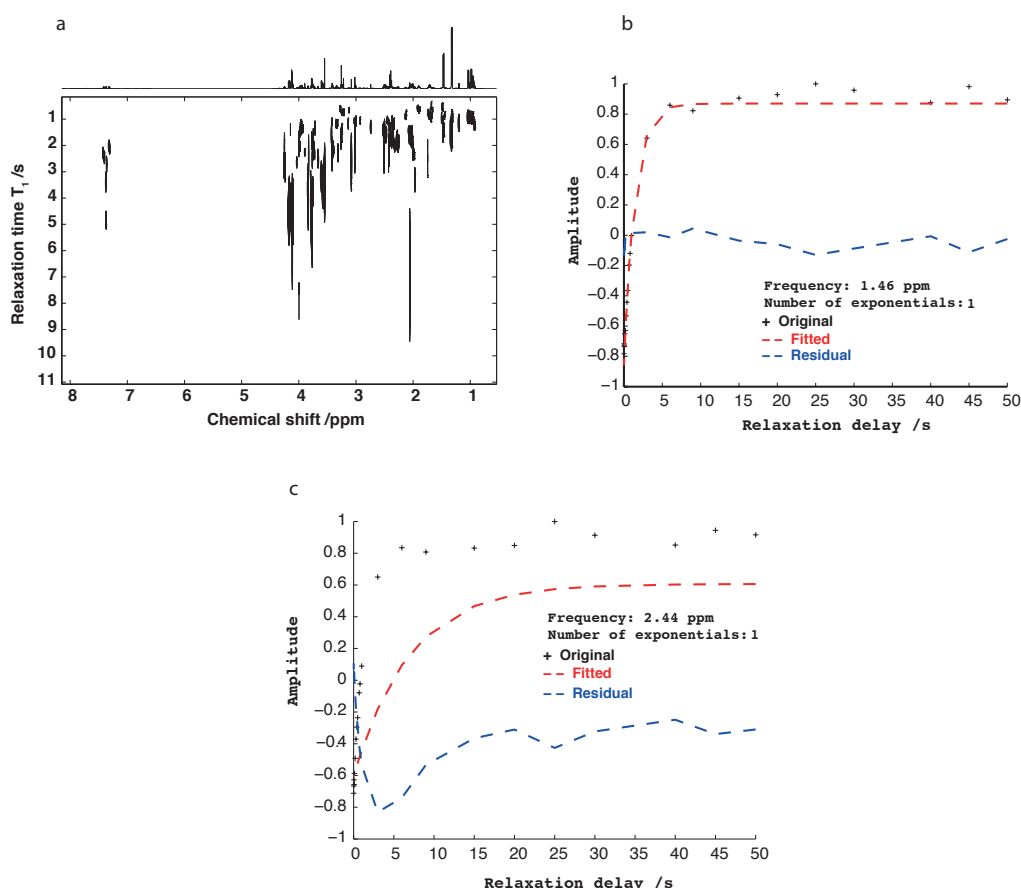 a
1
2
3
4
5
6
7
8
9
10
11
Relaxation time T1 /s
8 7 6 5 4 3 2 1
Chemical shift /ppm
b
1
0.8
0.6
0.4
0.2
0
−0.2
−0.4
−0.6
−0.8
−1
Amplitude
Frequency: 1.46 ppm
Number of exponentials:1
+ Original
Fitted
Residual
0 5 10 15 20 25 30 35 40 45 50
Relaxation delay /s
c
1
0.8
0.6
0.4
0.2
0
−0.2
−0.4
−0.6
−0.8
−1
Amplitude
Frequency: 2.44 ppm
Number of exponentials:1
+ Original
Fitted
Residual
0 5 10 15 20 25 30 35 40 45 50
Relaxation delay /s